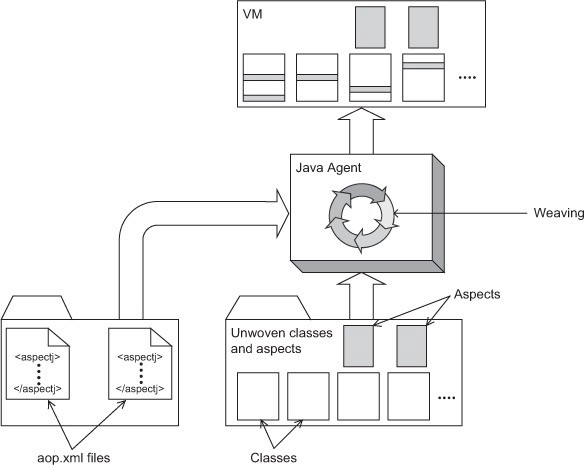 VM
....
Java Agent
Weaving
Aspects
Unwoven classes
and aspects
<aspectj>
</aspectj>
<aspectj>
</aspectj>
....
aop.xml files
Classes